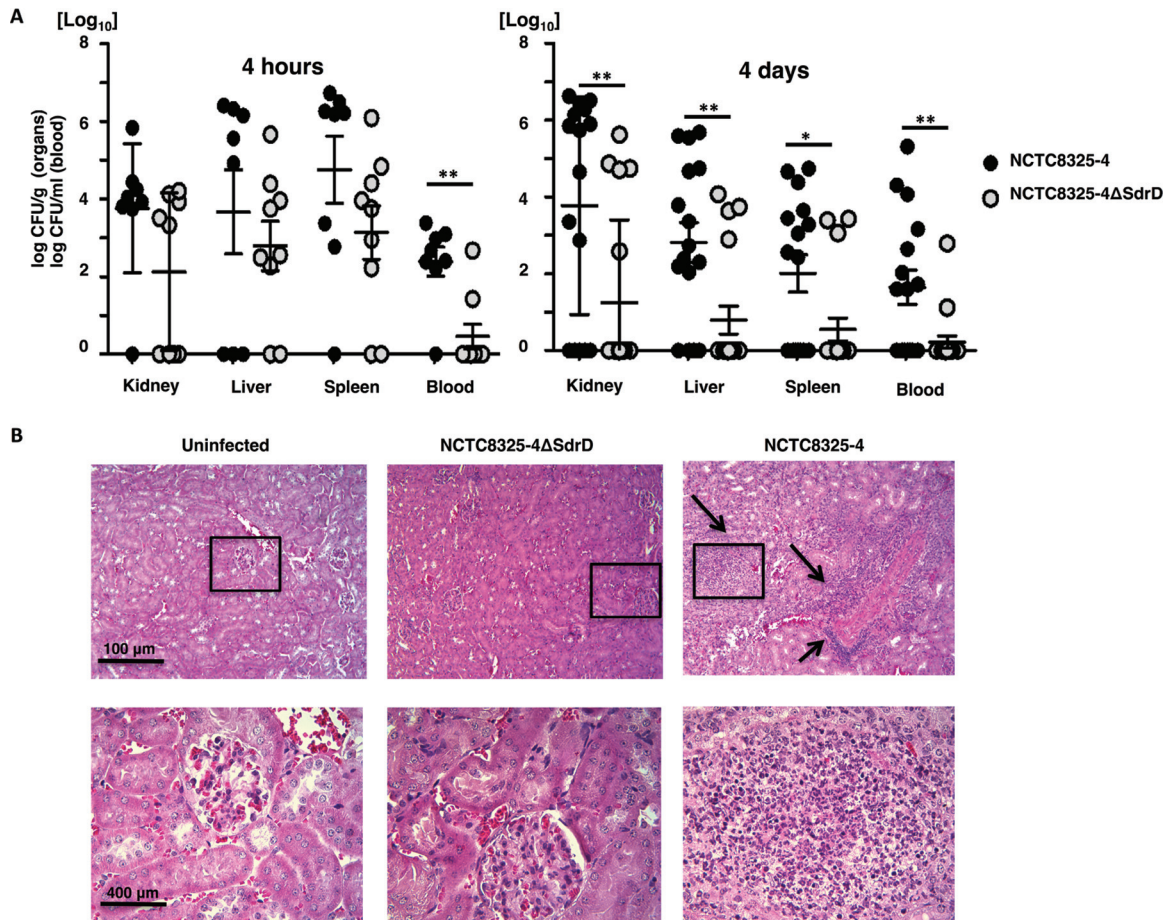 A
[Log10]
[Log10]
8
6
4
2
0
log CFU/g (organs)
log CFU/ml (blood)
4 hours
**
Kidney
Liver
Spleen
Blood
8
6
4
2
0
4 days
**
**
*
**
Kidney
Liver
Spleen
Blood
NCTC8325-4
NCTC8325-4ΔSdrD
B
Uninfected
NCTC8325-4ΔSdrD
NCTC8325-4
100 µm
400 µm